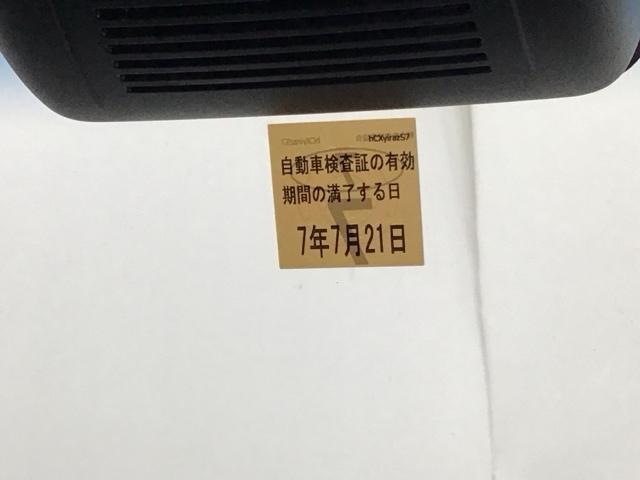 hCXyirazS7
自動車検査証の有効
期間の満了する日
7年7月21日